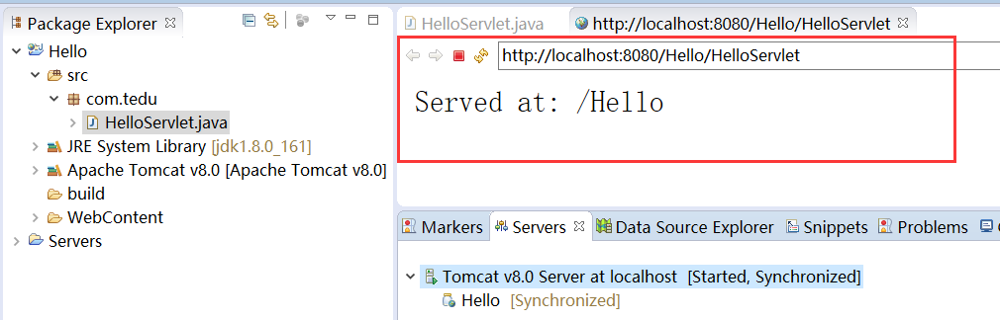 Package Explorer
Hello
src
com.tedu
HelloServlet.java
JRE System Library [jdk1.8.0_161]
Apache Tomcat v8.0 [Apache Tomcat v8.0]
build
WebContent
Servers
HelloServlet.java
http://localhost:8080/Hello/HelloServlet
http://localhost:8080/Hello/HelloServlet
Served at: /Hello
Markers Servers Data Source Explorer Snippets Problems
Tomcat v8.0 Server at localhost [Started, Synchronized]
Hello [Synchronized]